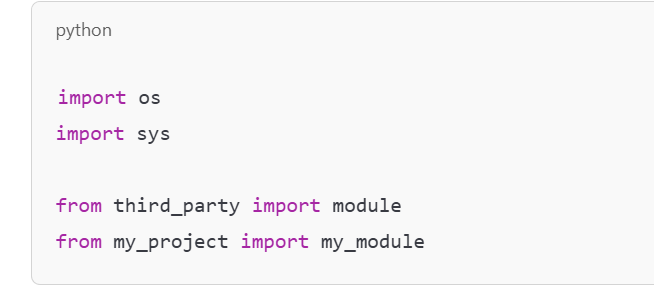 python
import os
import sys
from third_party import module
from my_project import my_module